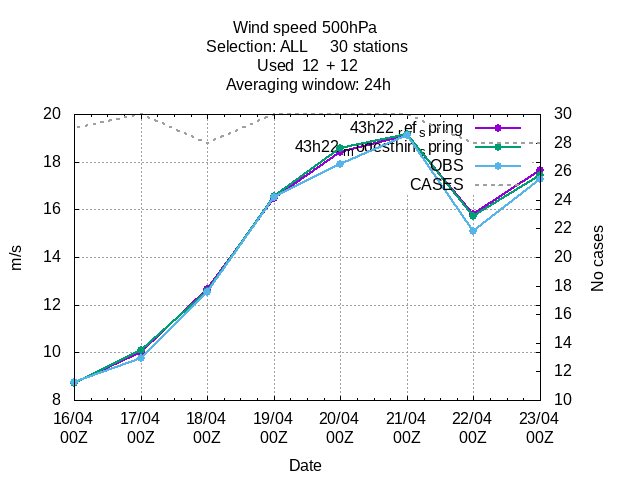 Wind speed 500hPa
Selection: ALL 30 stations
Used 12 + 12
Averaging window: 24h
20
18
16
14
12
10
8
30
28
26
24
22
20
18
16
14
12
10
m/s
No cases
43h22_ref_spring
43h22_modesthin_spring
OBS
CASES
16/04 17/04 18/04 19/04 20/04 21/04 22/04 23/04
00Z 00Z 00Z 00Z 00Z 00Z 00Z 00Z
Date